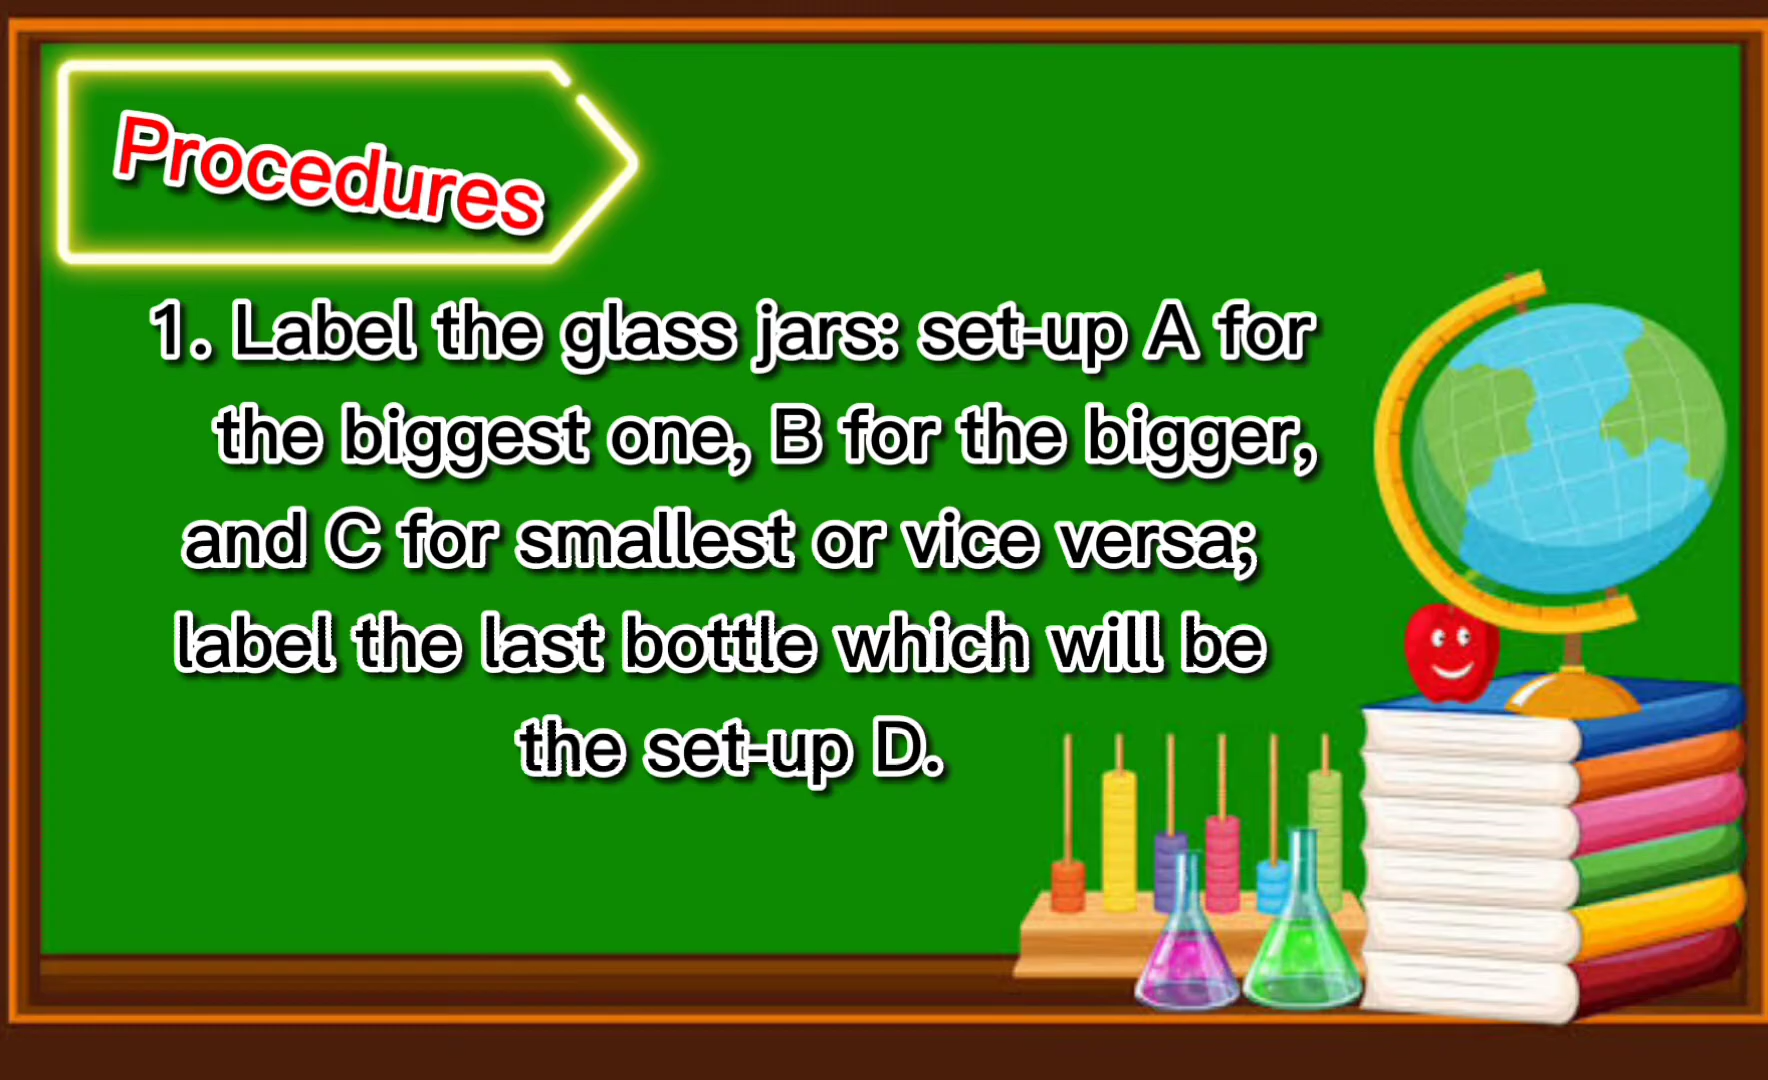 Procedures
1. Label the glass jars: set-up A for
the biggest one, B for the bigger,
and C for smallest or vice versa;
label the last bottle which will be
the set-up D.